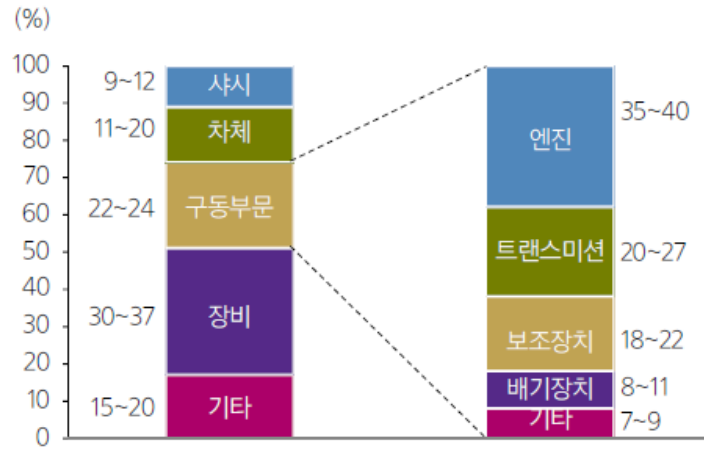 (%)
100
90
80
70
60
50
40
30
20
10
0
9~12
11~20
22~24
30~37
15~20
샤시
차체
구동부문
장비
기타
엔진
트랜스미션
보조장치
배기장치
기타
35~40
20~27
18~22
8~11
7~9